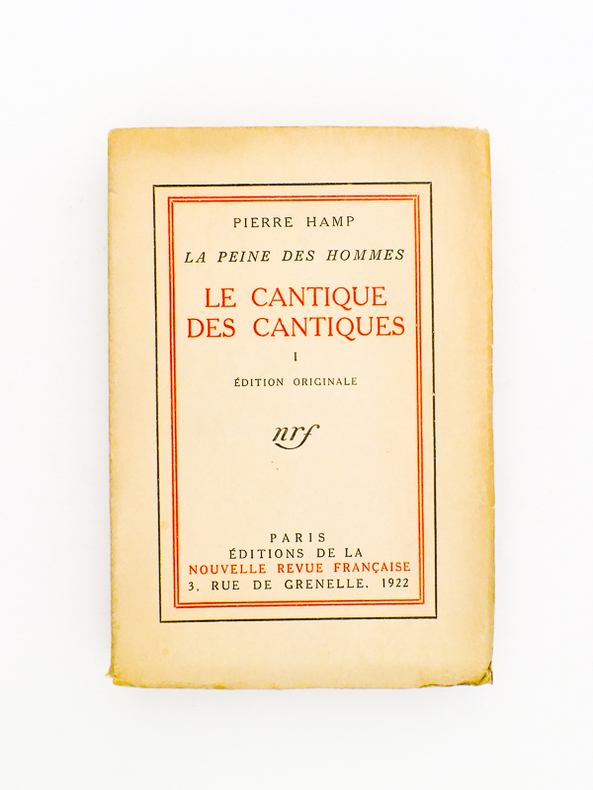 PIERRE HAMP
LA PEINE DES HOMMES
LE CANTIQUE
DES CANTIQUES
I
ÉDITION ORIGINALE
nrf
PARIS
ÉDITIONS DE LA
NOUVELLE REVUE FRANÇAISE
3, RUE DE GRENELLE. 1922